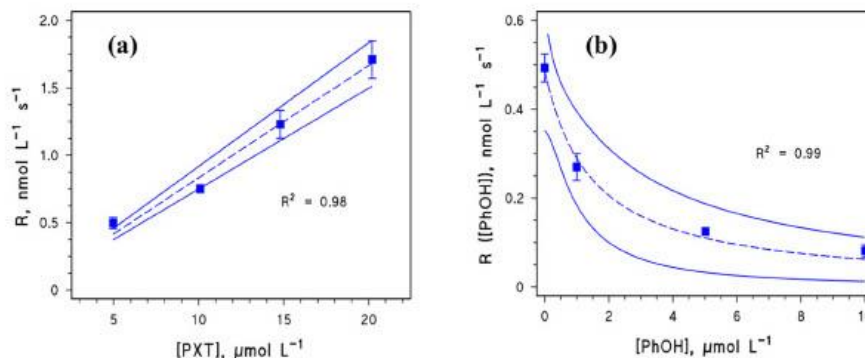 (a)
2.0
1.5
1.0
0.5
0
R, nmol L⁻¹ s⁻¹
R² = 0.98
5
10
15
20
[PXT], μmol L⁻¹
(b)
0.6
0.4
0.2
0
R ([PhOH]), nmol L⁻¹ s⁻¹
R² = 0.99
0
2
4
6
8
[PhOH], μmol L⁻¹